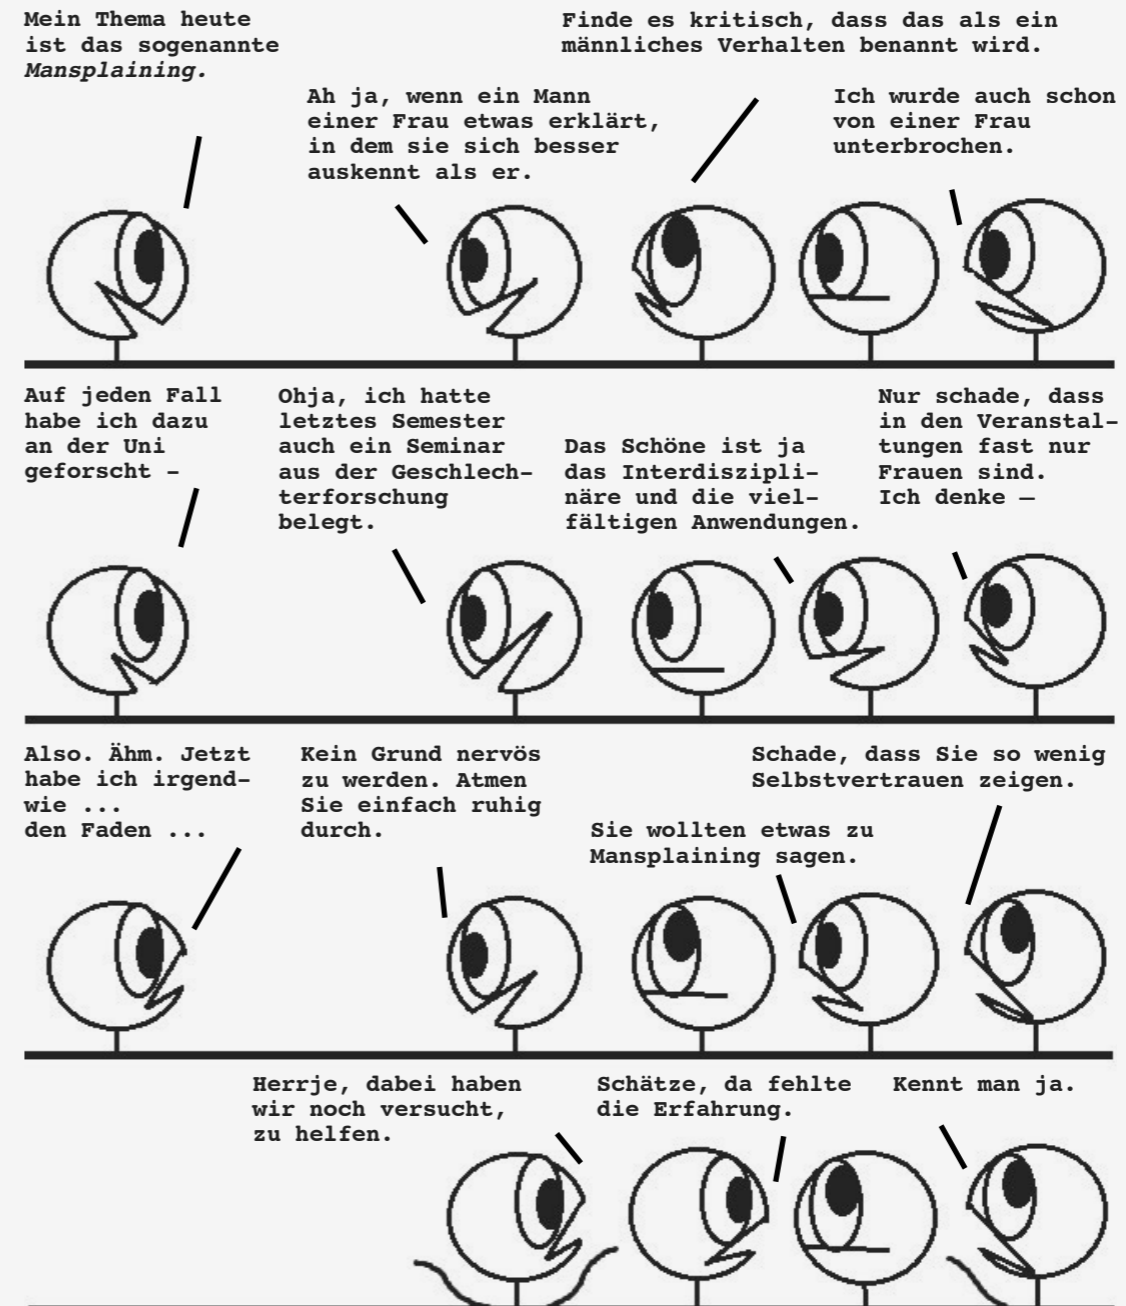 Mein Thema heute
ist das sogenannte
Mansplaining.
Ah ja, wenn ein Mann
einer Frau etwas erklärt,
in dem sie sich besser
auskennt als er.
Finde es kritisch, dass das als ein
männliches Verhalten benannt wird.
Ich wurde auch schon
von einer Frau
unterbrochen.
Auf jeden Fall
habe ich dazu
an der Uni
geforscht –
Ohja, ich hatte
letztes Semester
auch ein Seminar
aus der Geschlech–
terforschung
belegt.
Das Schöne ist ja
das Interdiszipli–
näre und die viel–
fältigen Anwendungen.
Nur schade, dass
in den Veranstal–
tungen fast nur
Frauen sind.
Ich denke —
Also. Ähm. Jetzt
habe ich irgend–
wie ...
den Faden ...
Kein Grund nervös
zu werden. Atmen
Sie einfach ruhig
durch.
Sie wollten etwas zu
Mansplaining sagen.
Schade, dass Sie so wenig
Selbstvertrauen zeigen.
Herrje, dabei haben
wir noch versucht,
zu helfen.
Schätze, da fehlte
die Erfahrung.
Kennt man ja.